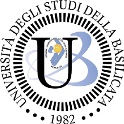 UNIVERSITÀ DEGLI STUDI DELLA BASILICATA
U
B
1982